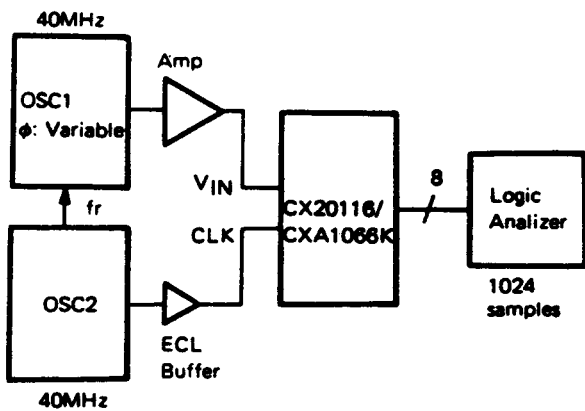 40MHz
OSC1
ϕ: Variable
Amp
fr
OSC2
40MHz
ECL
Buffer
VIN
CLK
CX20116/
CXA1066K
8
Logic
Analizer
1024
samples